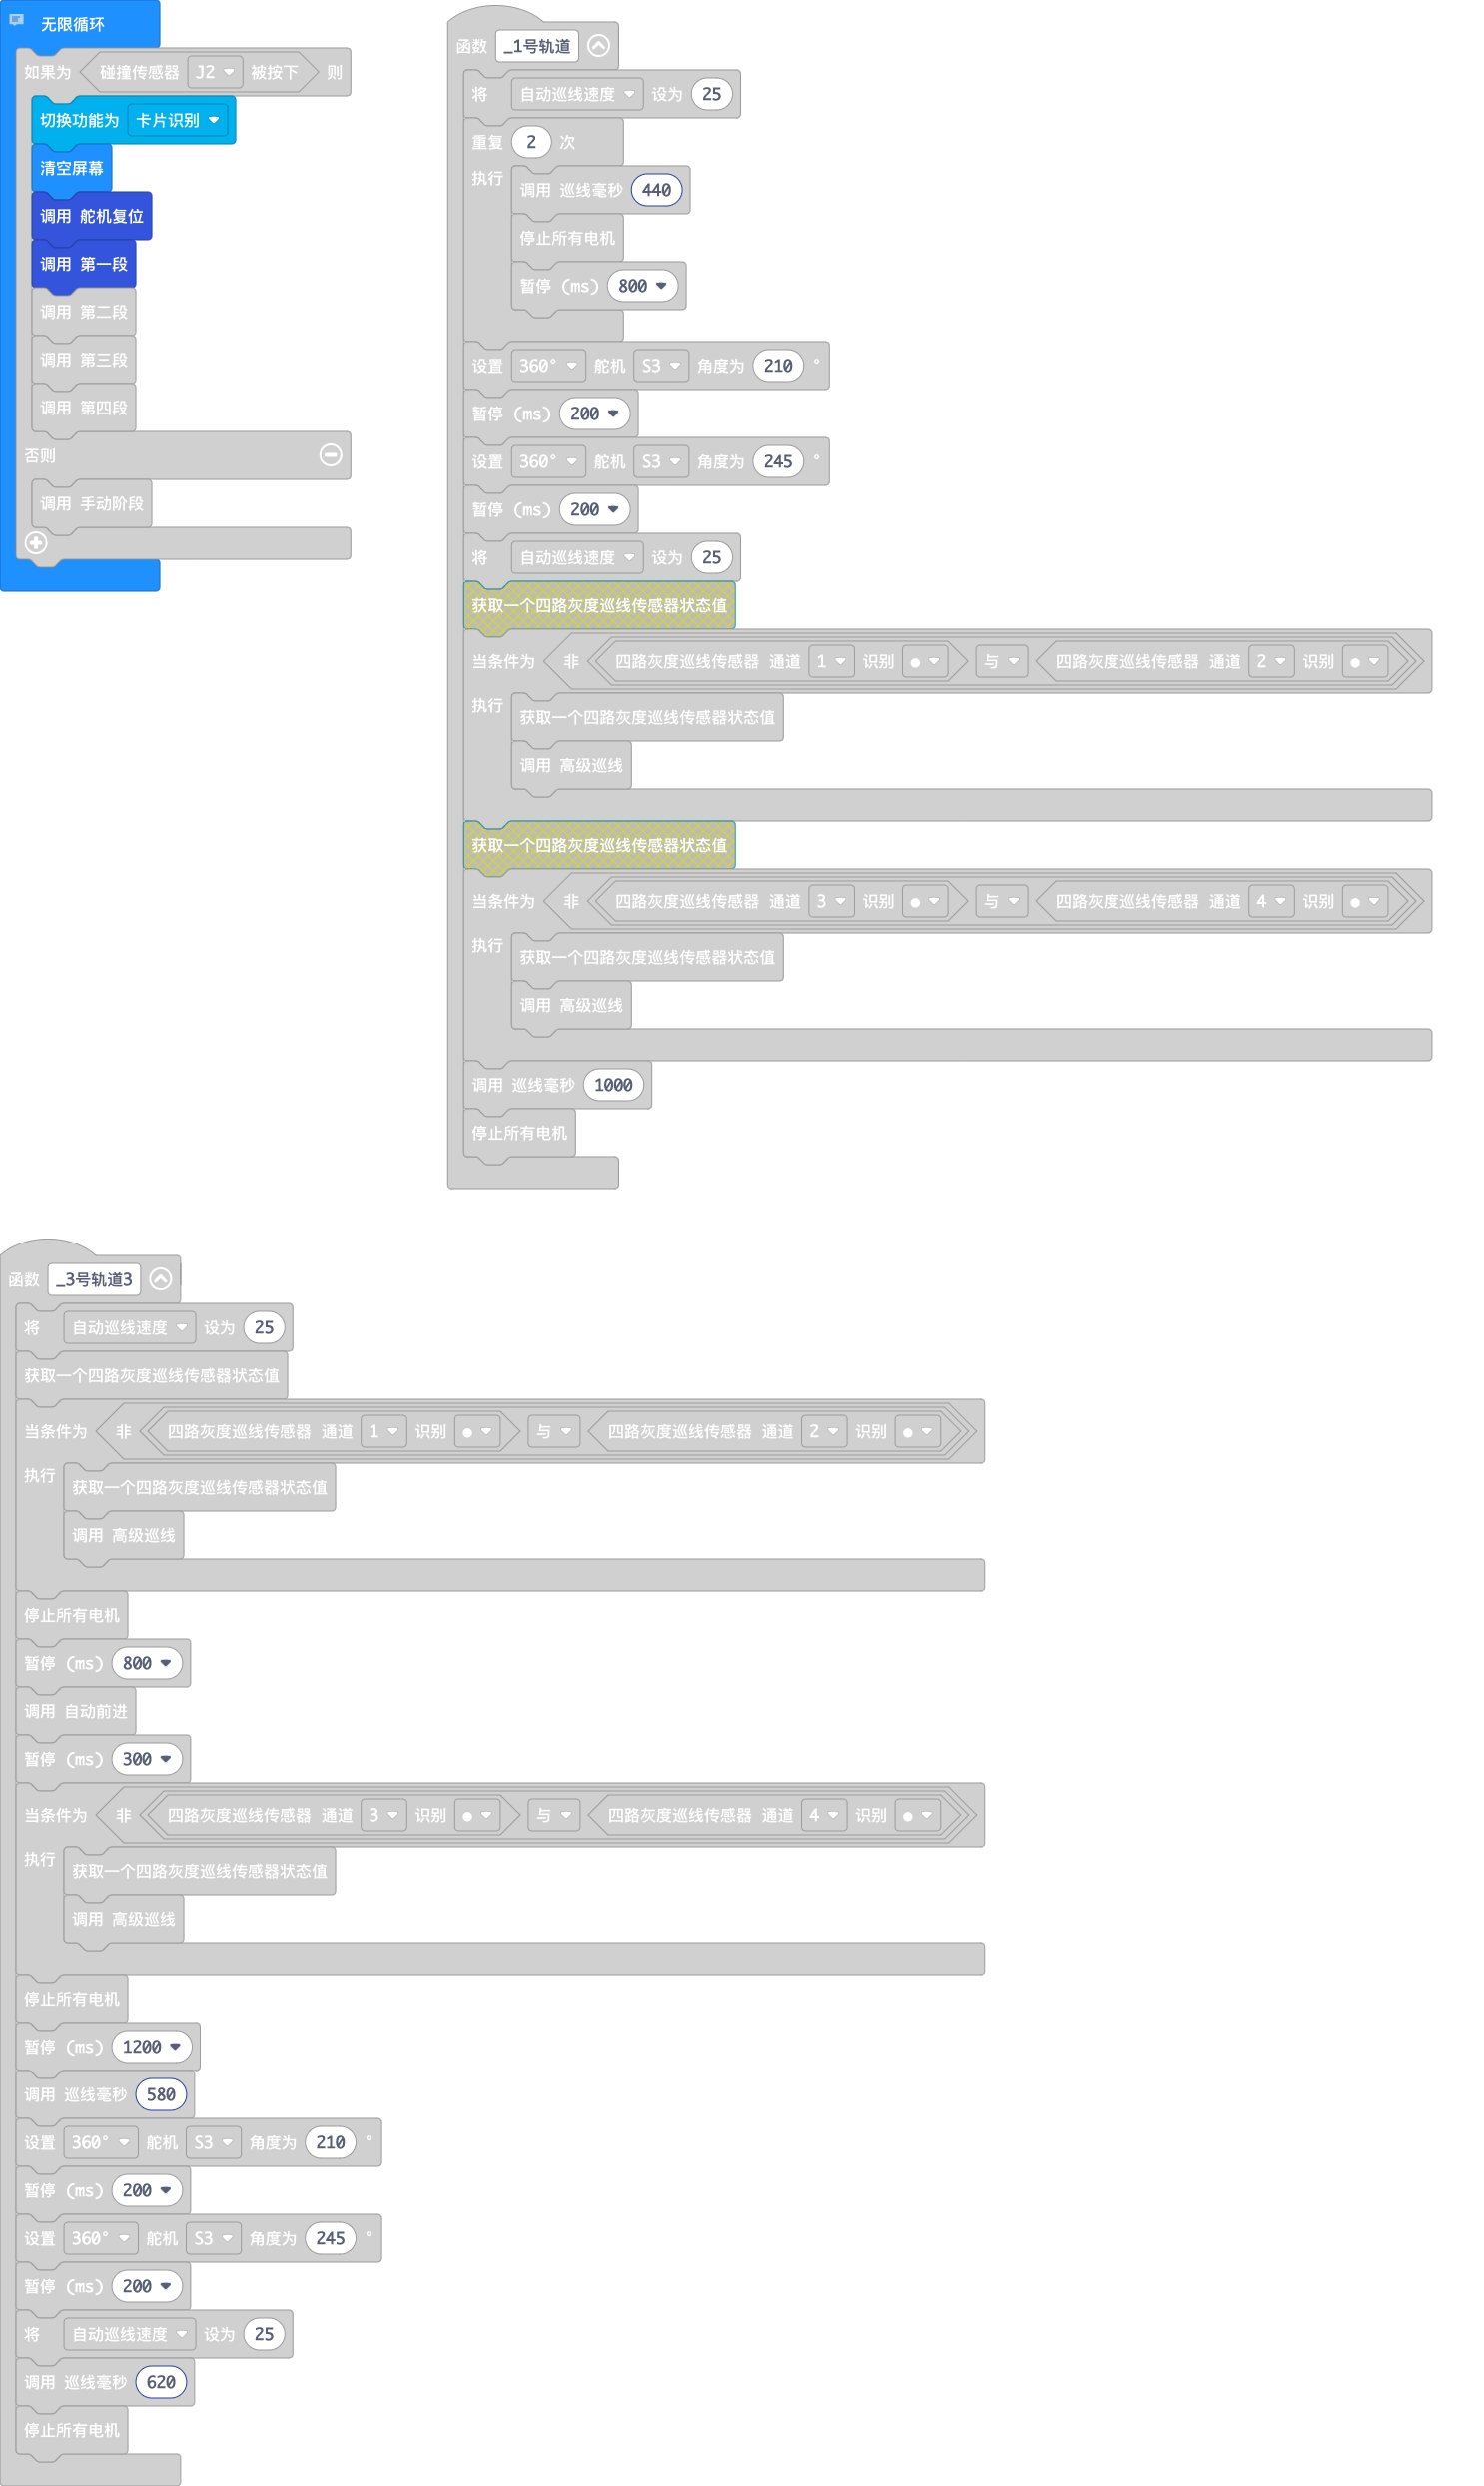 无限循环
如果为 碰撞传感器 J2 被按下 则
切换功能为 卡片识别
清空屏幕
调用 舵机复位
调用 第一段
调用 第二段
调用 第三段
调用 第四段
否则
调用 手动阶段
函数 _1号轨道
将 自动巡线速度 设为 25
重复 2 次
执行 调用 巡线毫秒 440
停止所有电机
暂停 (ms) 800
设置 360° 舵机 S3 角度为 210 °
暂停 (ms) 200
设置 360° 舵机 S3 角度为 245 °
暂停 (ms) 200
将 自动巡线速度 设为 25
获取一个四路灰度巡线传感器状态值
当条件为 非 四路灰度巡线传感器 通道 1 识别 ● 与 四路灰度巡线传感器 通道 2 识别 ●
执行 获取一个四路灰度巡线传感器状态值
调用 高级巡线
获取一个四路灰度巡线传感器状态值
当条件为 非 四路灰度巡线传感器 通道 3 识别 ● 与 四路灰度巡线传感器 通道 4 识别 ●
执行 获取一个四路灰度巡线传感器状态值
调用 高级巡线
调用 巡线毫秒 1000
停止所有电机
函数 _3号轨道3
将 自动巡线速度 设为 25
获取一个四路灰度巡线传感器状态值
当条件为 非 四路灰度巡线传感器 通道 1 识别 ● 与 四路灰度巡线传感器 通道 2 识别 ●
执行 获取一个四路灰度巡线传感器状态值
调用 高级巡线
停止所有电机
暂停 (ms) 800
调用 自动前进
暂停 (ms) 300
当条件为 非 四路灰度巡线传感器 通道 3 识别 ● 与 四路灰度巡线传感器 通道 4 识别 ●
执行 获取一个四路灰度巡线传感器状态值
调用 高级巡线
停止所有电机
暂停 (ms) 1200
调用 巡线毫秒 580
设置 360° 舵机 S3 角度为 210 °
暂停 (ms) 200
设置 360° 舵机 S3 角度为 245 °
暂停 (ms) 200
将 自动巡线速度 设为 25
调用 巡线毫秒 620
停止所有电机